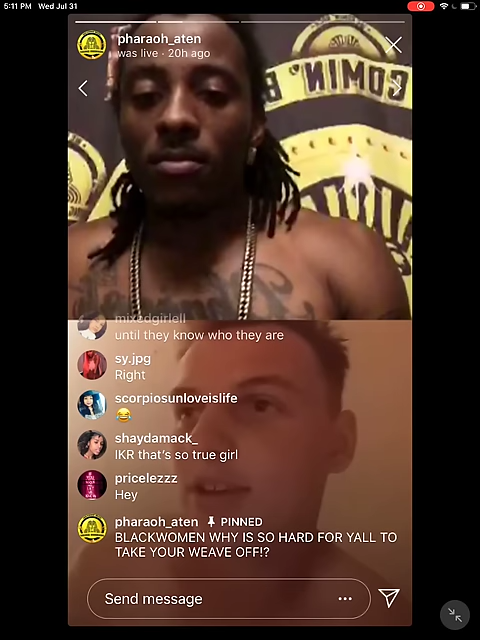 5:11 PM Wed Jul 31
pharaoh_aten
was live · 20h ago
COMIN' B
mixedgirlell
until they know who they are
sy.jpg
Right
scorpiosunloveislife
😂
shaydamack_
IKR that's so true girl
pricelezzz
Hey
pharaoh_aten PINNED
BLACKWOMEN WHY IS SO HARD FOR YALL TO
TAKE YOUR WEAVE OFF!?
Send message